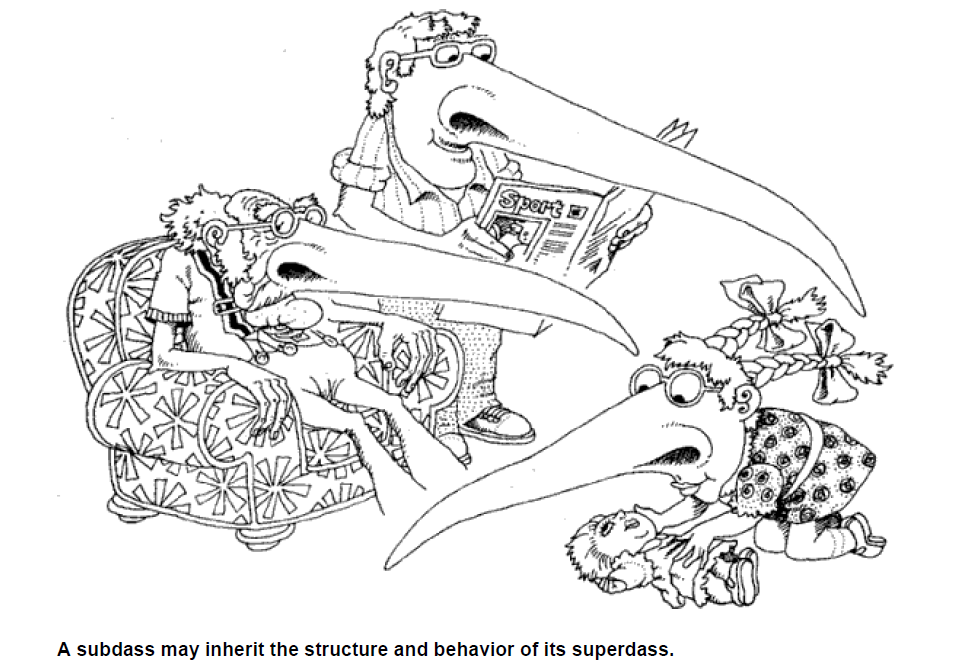 Sport
A subdass may inherit the structure and behavior of its superdass.